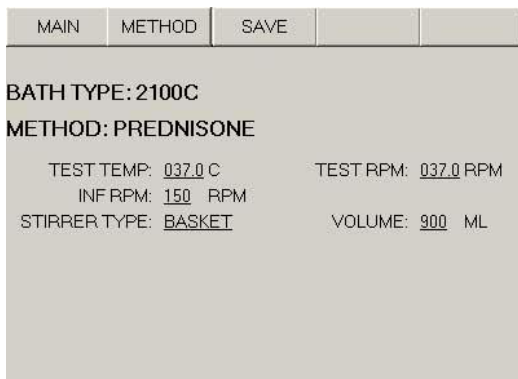 MAIN METHOD SAVE
BATH TYPE: 2100C
METHOD: PREDNISONE
TEST TEMP: 037.0 C TEST RPM: 037.0 RPM
INF RPM: 150 RPM
STIRRER TYPE: BASKET VOLUME: 900 ML